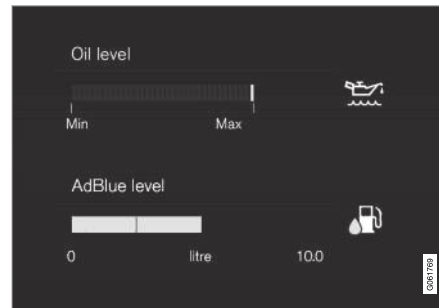 Oil level
Min Max
AdBlue level
0 litre 10.0
G061769